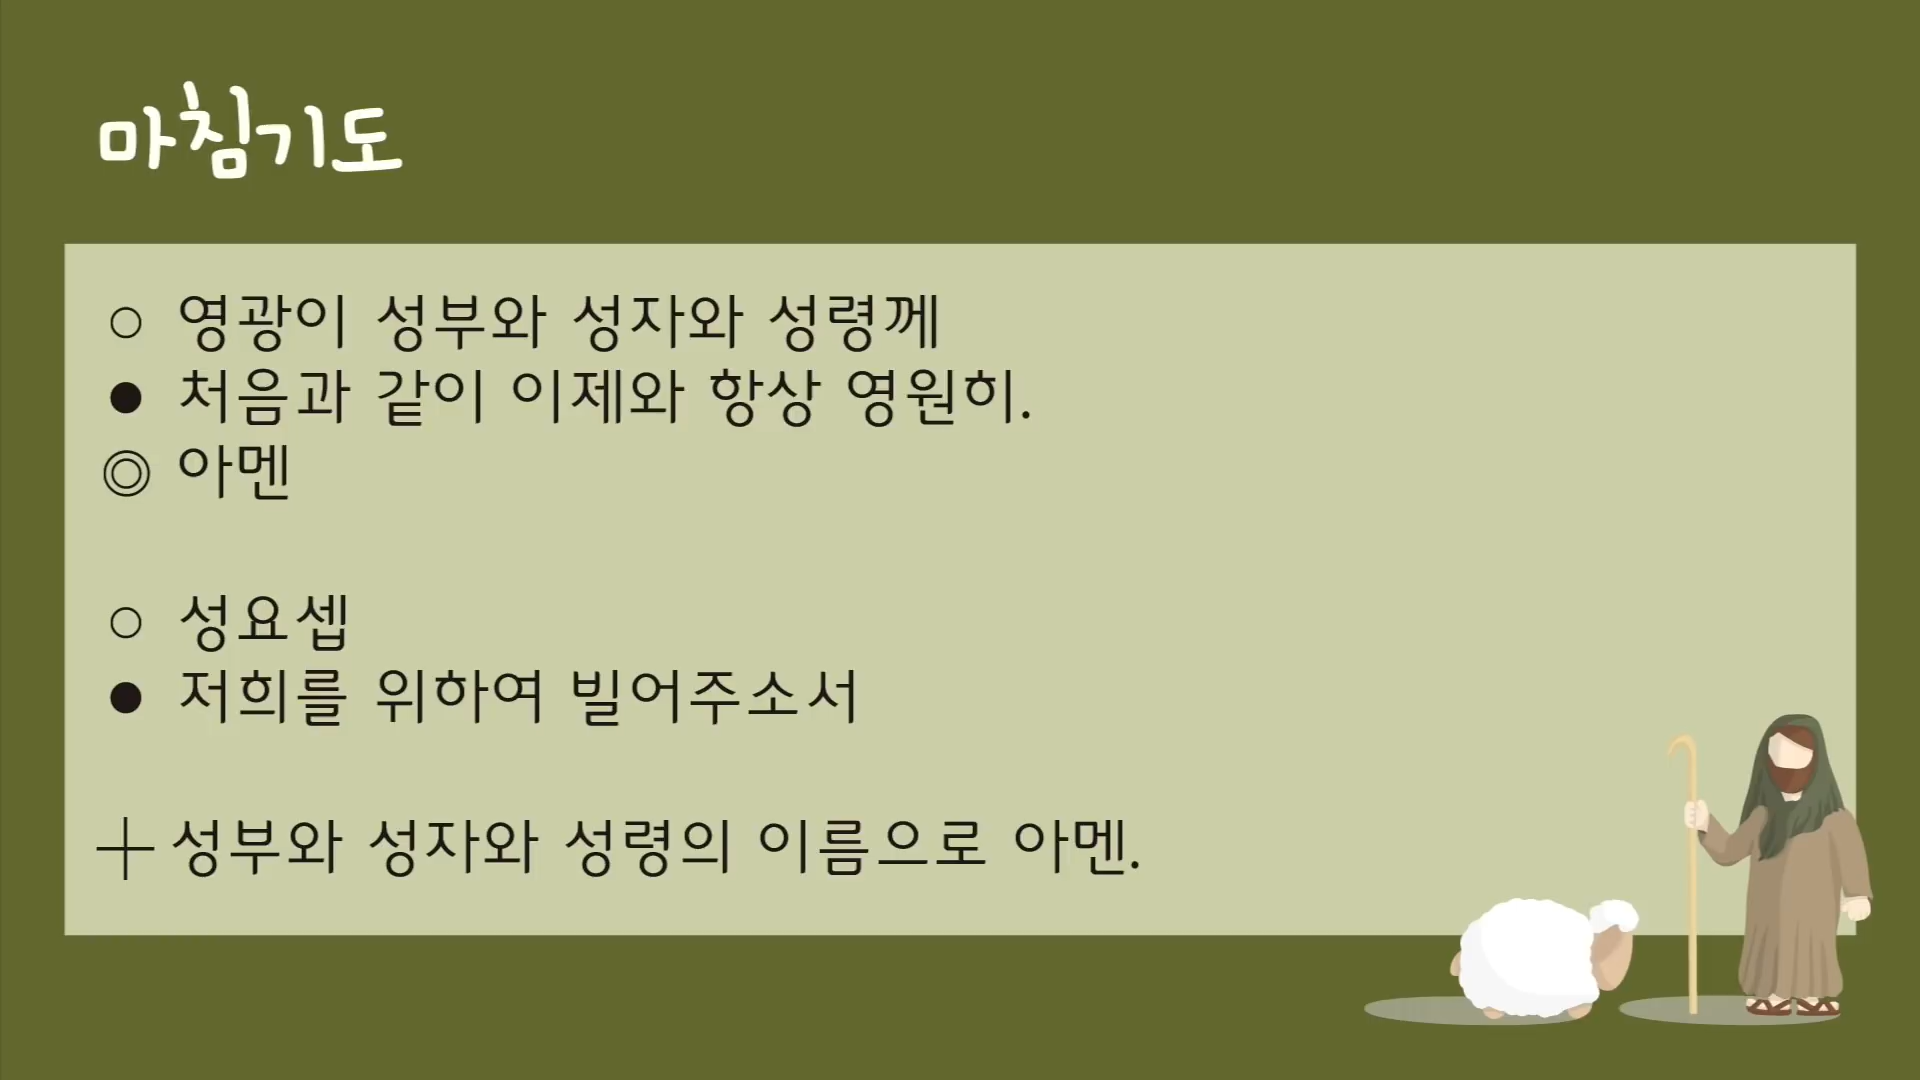 마침기도
○ 영광이 성부와 성자와 성령께
● 처음과 같이 이제와 항상 영원히.
◎ 아멘
○ 성요셉
● 저희를 위하여 빌어주소서
┼ 성부와 성자와 성령의 이름으로 아멘.